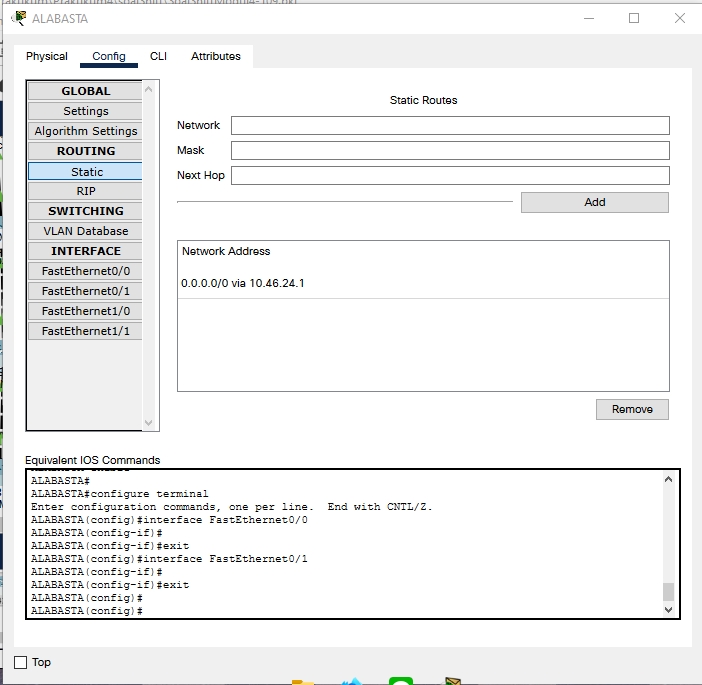 ALABASTA
Physical Config CLI Attributes
GLOBAL
Settings
Algorithm Settings
ROUTING
Static
RIP
SWITCHING
VLAN Database
INTERFACE
FastEthernet0/0
FastEthernet0/1
FastEthernet1/0
FastEthernet1/1
Static Routes
Network
Mask
Next Hop
Add
Network Address
0.0.0.0/0 via 10.46.24.1
Remove
Equivalent IOS Commands
ALABASTA#
ALABASTA#configure terminal
Enter configuration commands, one per line. End with CNTL/Z.
ALABASTA(config)#interface FastEthernet0/0
ALABASTA(config-if)#
ALABASTA(config-if)#exit
ALABASTA(config)#interface FastEthernet0/1
ALABASTA(config-if)#
ALABASTA(config-if)#exit
ALABASTA(config)#
ALABASTA(config)#
Top